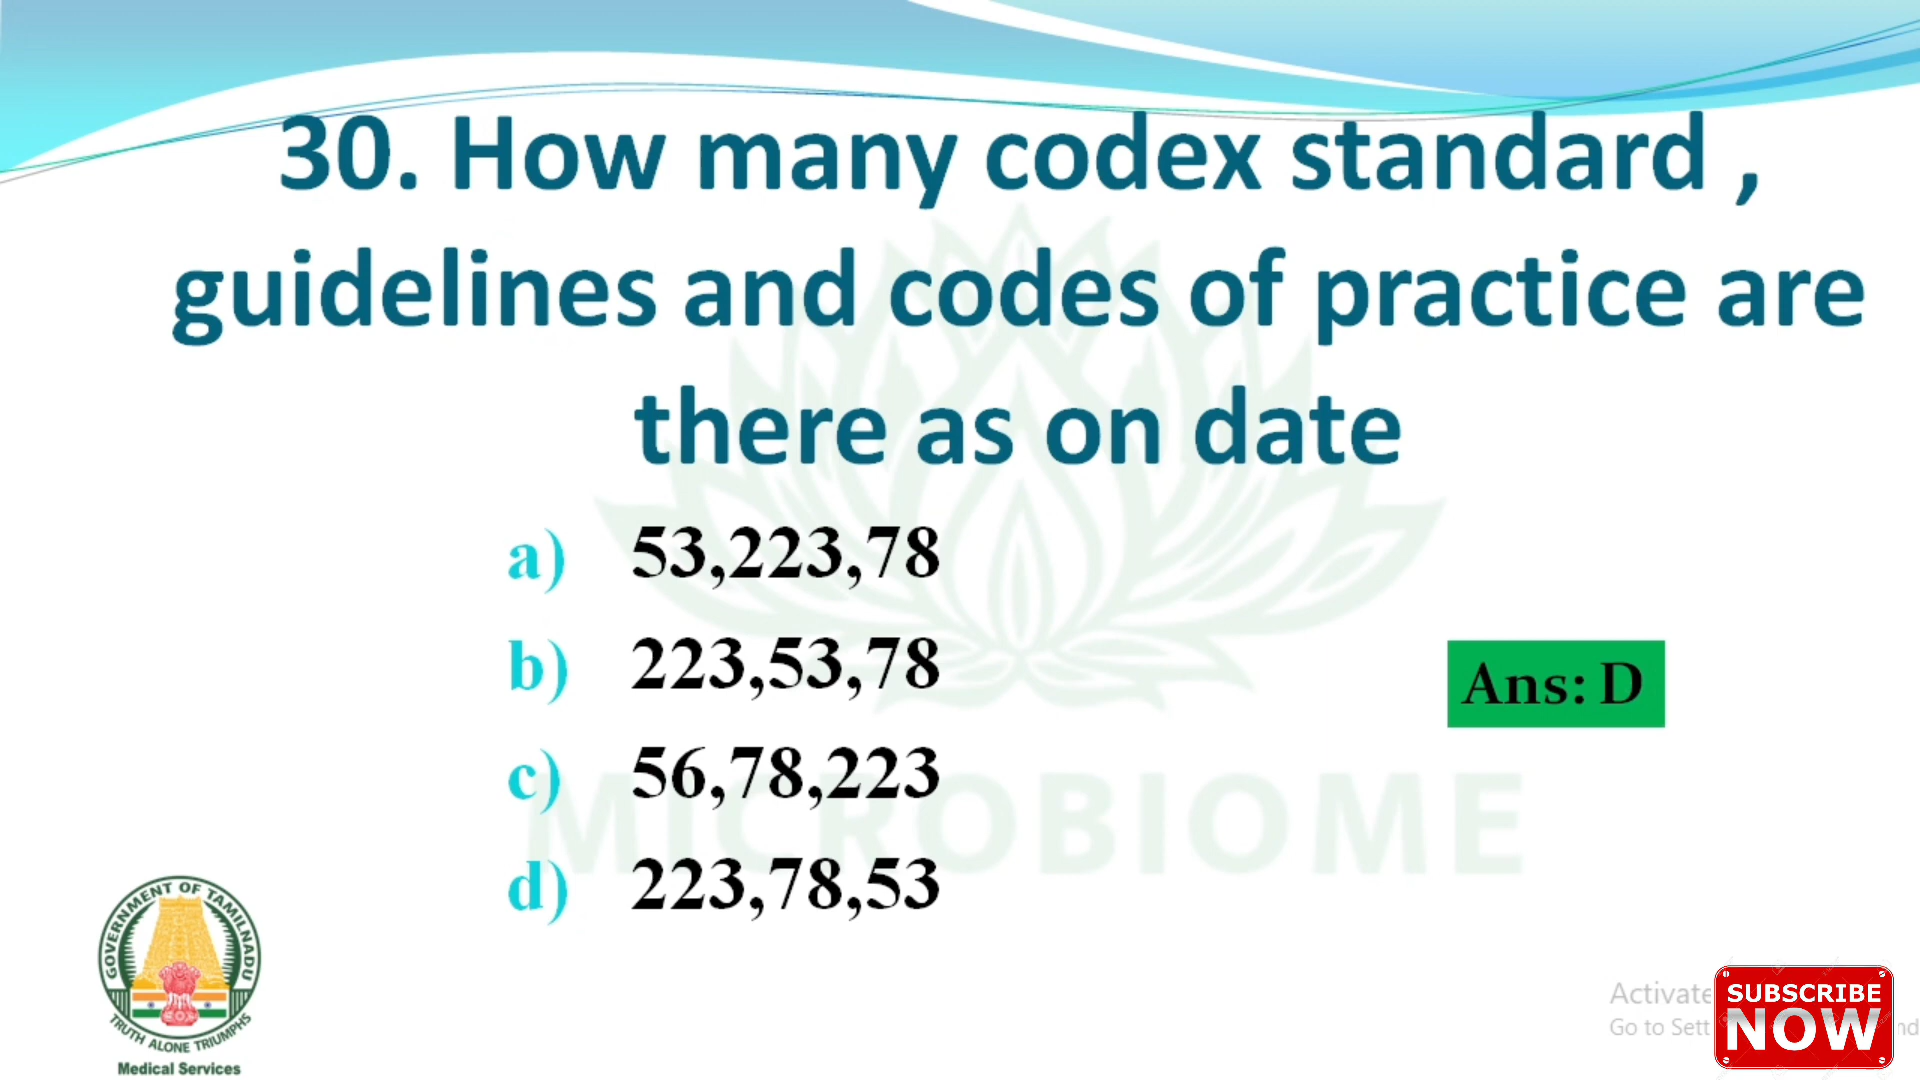 30. How many codex standard ,
guidelines and codes of practice are
there as on date
a) 53,223,78
b) 223,53,78
Ans: D
c) 56,78,223
d) 223,78,53
MICROBIOME
GOVERNMENT OF TAMILNADU
TRUTH ALONE TRIUMPHS
Medical Services
Activate
Go to Sett
SUBSCRIBE
NOW